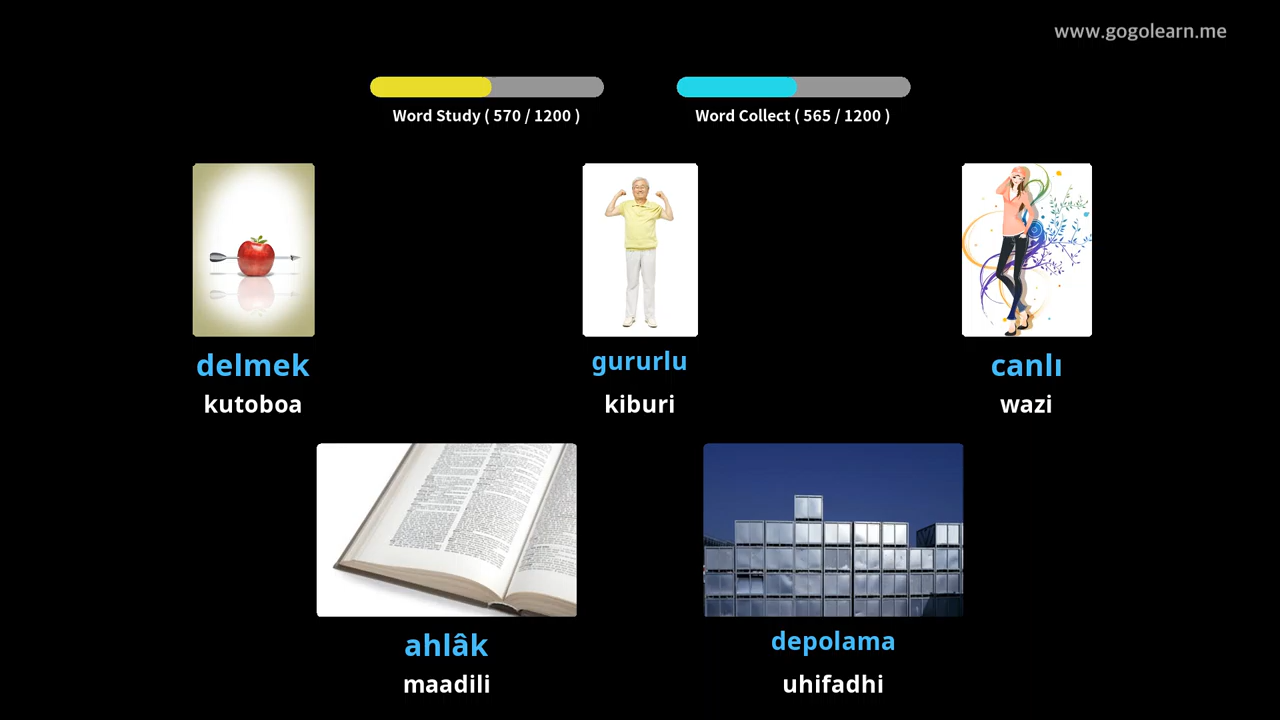 www.gogolearn.me
Word Study ( 570 / 1200 )
Word Collect ( 565 / 1200 )
delmek
kutoboa
gururlu
kiburi
canlı
wazi
ahlâk
maadili
depolama
uhifadhi